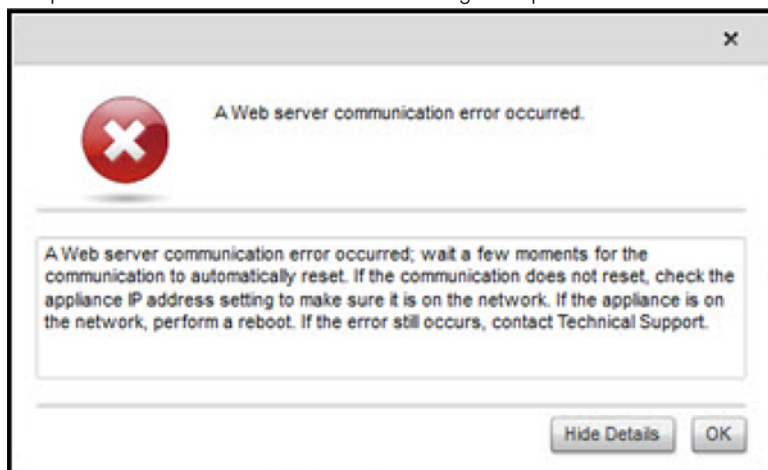 A Web server communication error occurred.
A Web server communication error occurred; wait a few moments for the
communication to automatically reset. If the communication does not reset, check the
appliance IP address setting to make sure it is on the network. If the appliance is on
the network, perform a reboot. If the error still occurs, contact Technical Support.
Hide Details
OK